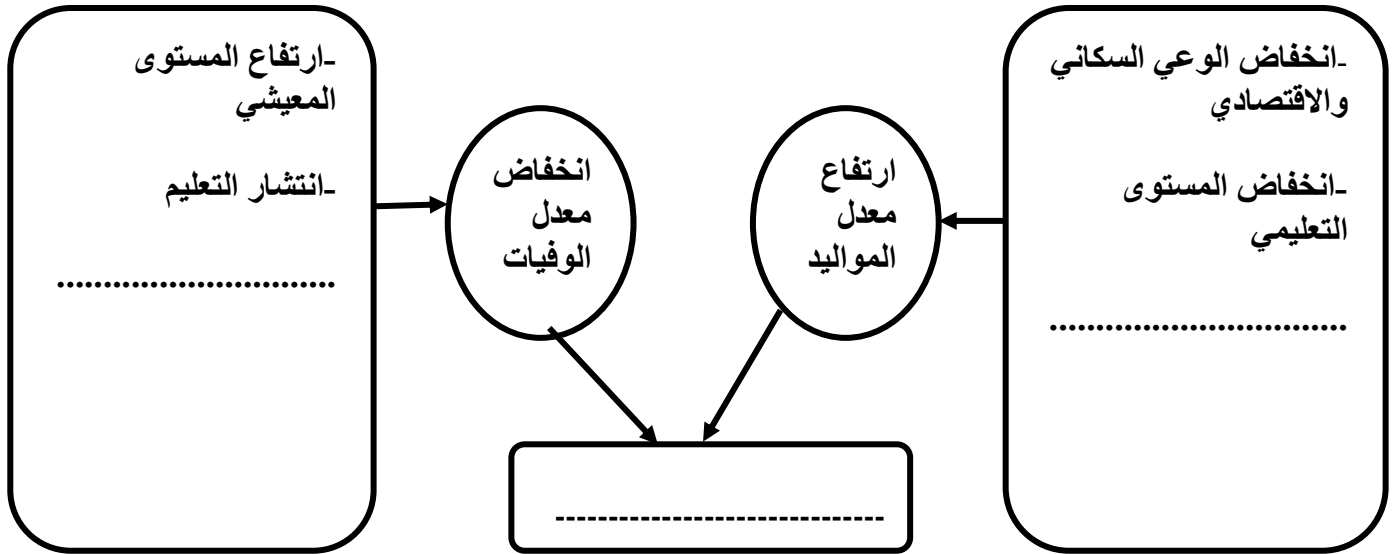 -انخفاض الوعي السكاني
والاقتصادي
-انخفاض المستوى
التعليمي
................................
ارتفاع
معدل
المواليد
انخفاض
معدل
الوفيات
-ارتفاع المستوى
المعيشي
-انتشار التعليم
..............................
-------------------------------